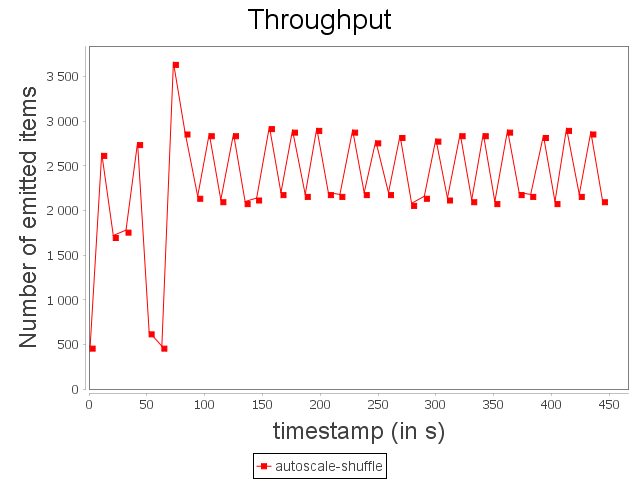 Throughput
Number of emitted items
3 500
3 000
2 500
2 000
1 500
1 000
500
0
0 50 100 150 200 250 300 350 400 450
timestamp (in s)
autoscale-shuffle